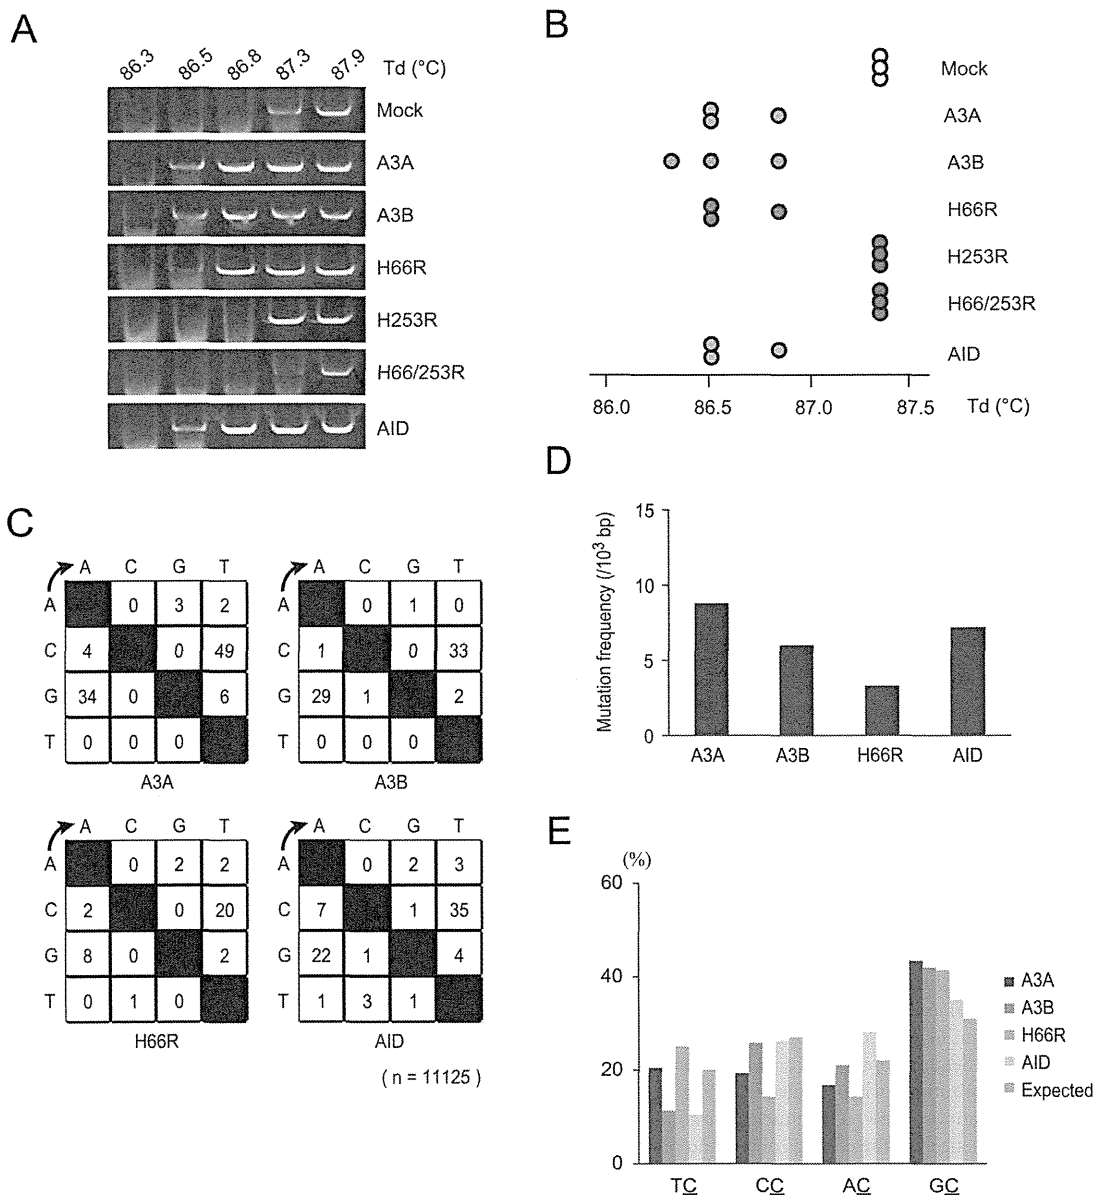 A
86.3 86.5 86.8 87.3 87.9 Td (°C)
Mock
A3A
A3B
H66R
H253R
H66/253R
AID
B
Mock
A3A
A3B
H66R
H253R
H66/253R
AID
86.0 86.5 87.0 87.5 Td (°C)
C
A C G T
A 0 3 2
C 4 0 49
G 34 0 6
T 0 0 0
A3A
A C G T
A 0 1 0
C 1 0 33
G 29 1 2
T 0 0 0
A3B
A C G T
A 0 2 2
C 2 0 20
G 8 0 2
T 0 1 0
H66R
A C G T
A 0 2 3
C 7 1 35
G 22 1 4
T 1 3 1
AID
( n = 11125 )
D
Mutation frequency (/10³ bp)
15
10
5
0
A3A A3B H66R AID
E
(%)
60
40
20
0
TC CC AC GC
A3A
A3B
H66R
AID
Expected